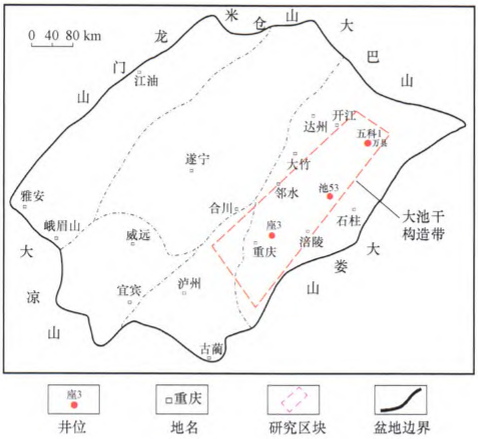 米仓山
大巴山
龙门山
0 40 80 km
江油
开江
达州
五科1
万县
遂宁
大竹
邻水
池53
雅安
合川
石柱
大池干
构造带
峨眉山
威远
座3
涪陵
重庆
大娄山
大凉山
宜宾
泸州
古蔺
座3
重庆
井位
地名
研究区块
盆地边界